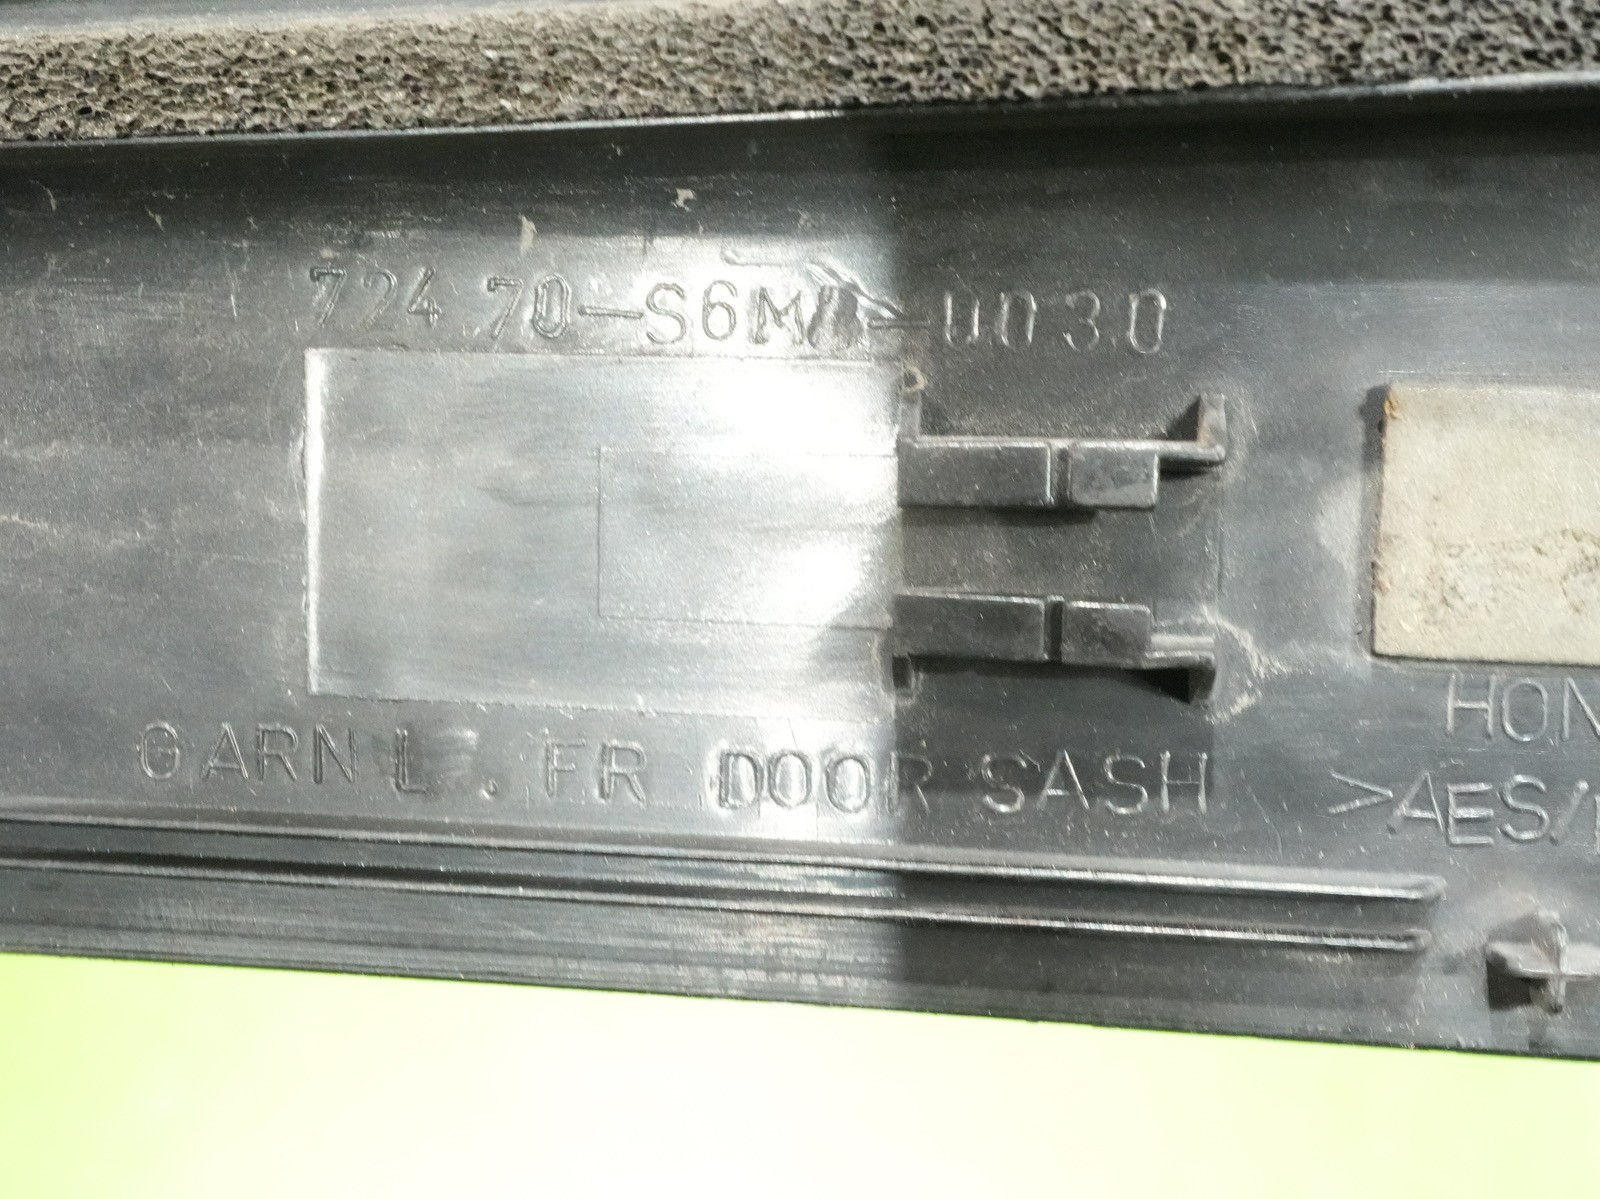 72470-S6M -0030
GARN L. FR DOOR SASH
HON
>AES/